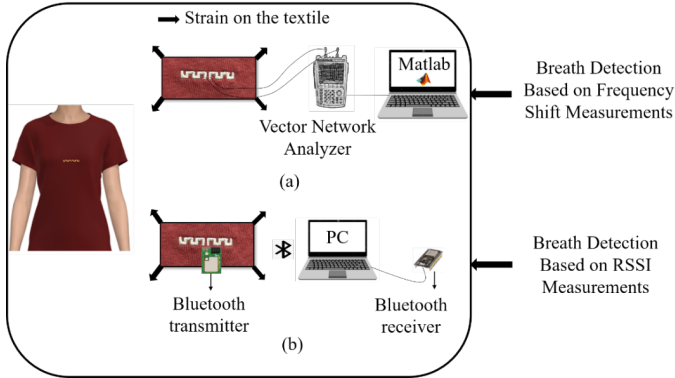 Strain on the textile
Matlab
Vector Network
Analyzer
(a)
Breath Detection
Based on Frequency
Shift Measurements
PC
Bluetooth
transmitter
Bluetooth
receiver
(b)
Breath Detection
Based on RSSI
Measurements